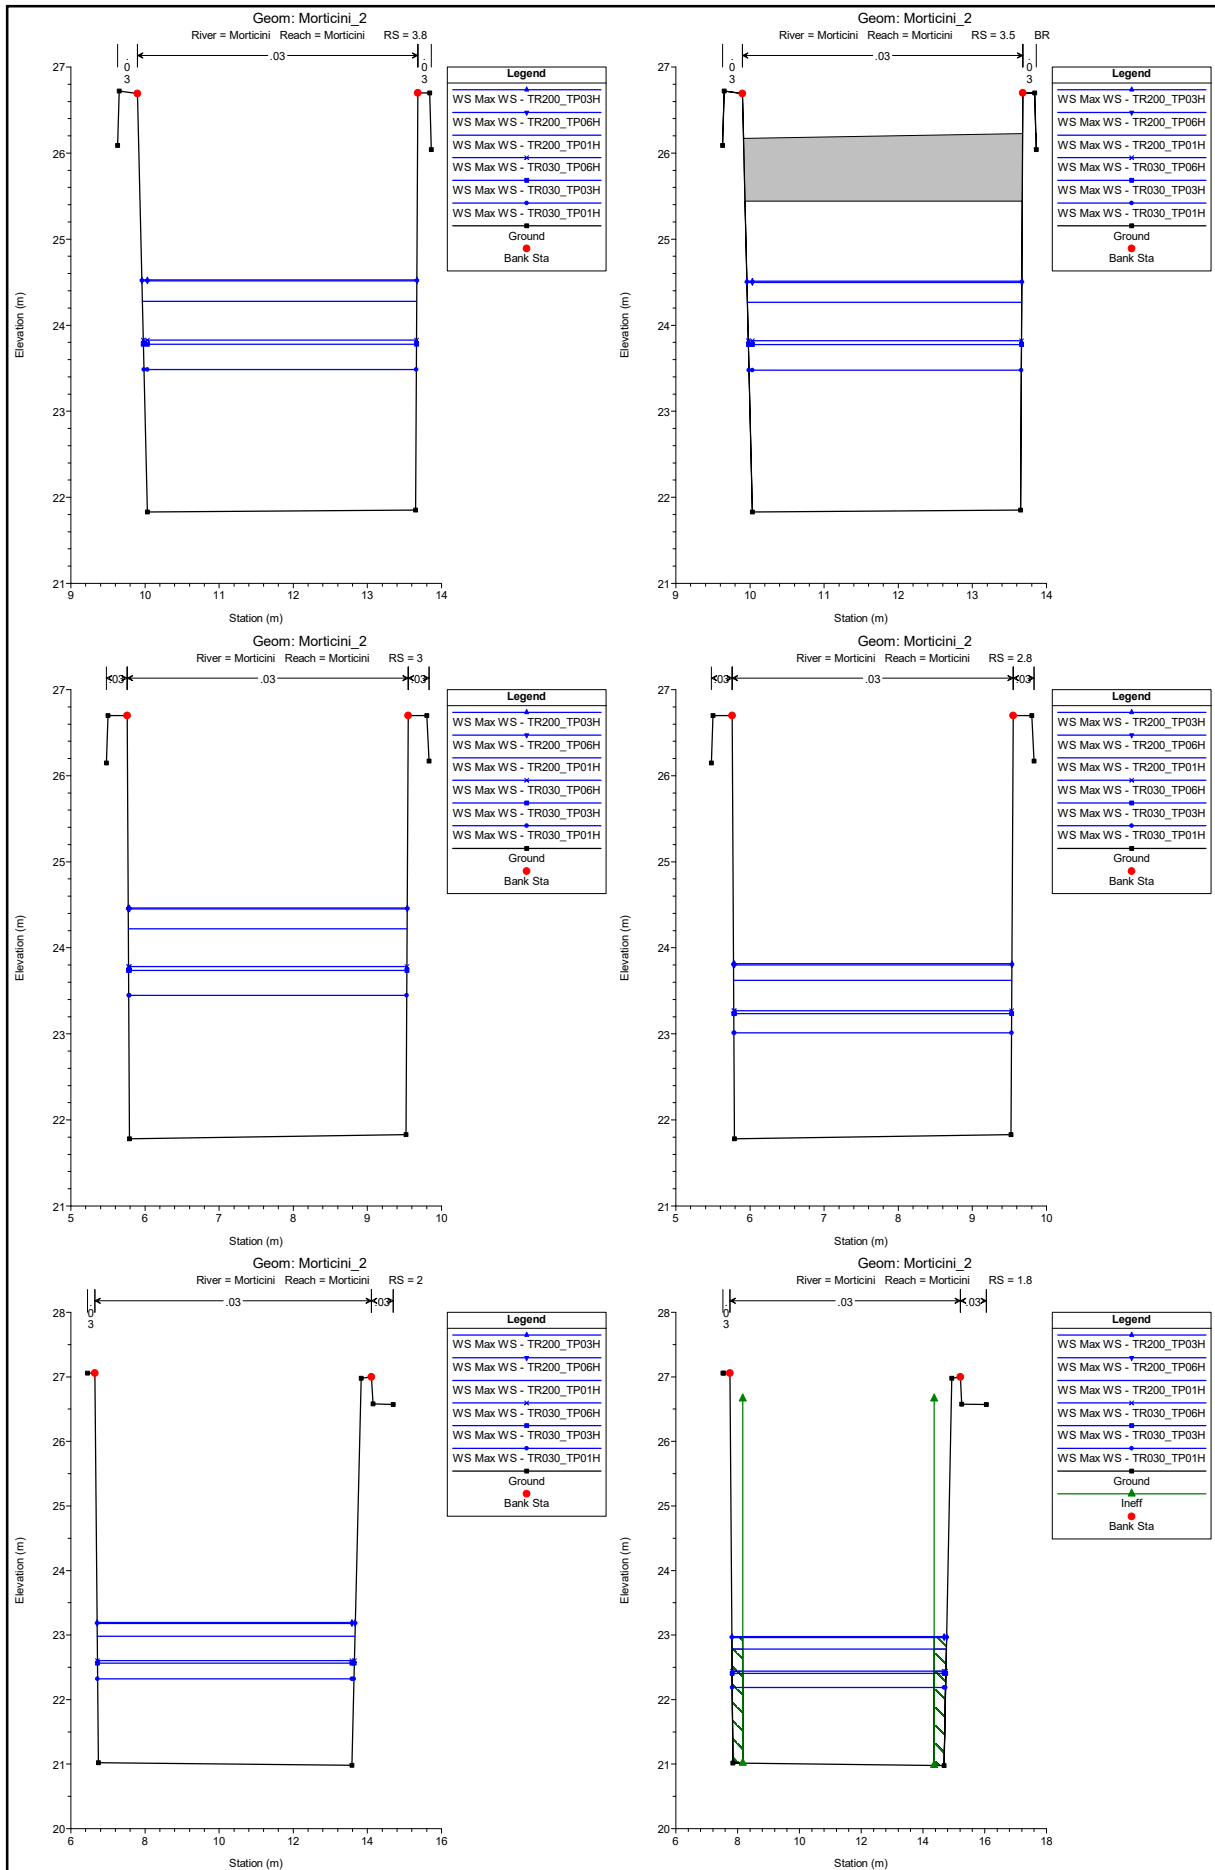 Geom: Morticini_2
River = Morticini Reach = Morticini RS = 3.8
.03 .03 .03
Legend
WS Max WS - TR200_TP03H
WS Max WS - TR200_TP06H
WS Max WS - TR200_TP01H
WS Max WS - TR030_TP06H
WS Max WS - TR030_TP03H
WS Max WS - TR030_TP01H
Ground
Bank Sta
27
26
25
24
23
22
21
Elevation (m)
9 10 11 12 13 14
Station (m)
Geom: Morticini_2
River = Morticini Reach = Morticini RS = 3.5 BR
.03 .03 .03
Legend
WS Max WS - TR200_TP03H
WS Max WS - TR200_TP06H
WS Max WS - TR200_TP01H
WS Max WS - TR030_TP06H
WS Max WS - TR030_TP03H
WS Max WS - TR030_TP01H
Ground
Bank Sta
27
26
25
24
23
22
21
Elevation (m)
9 10 11 12 13 14
Station (m)
Geom: Morticini_2
River = Morticini Reach = Morticini RS = 3
.03 .03 .03
Legend
WS Max WS - TR200_TP03H
WS Max WS - TR200_TP06H
WS Max WS - TR200_TP01H
WS Max WS - TR030_TP06H
WS Max WS - TR030_TP03H
WS Max WS - TR030_TP01H
Ground
Bank Sta
27
26
25
24
23
22
21
Elevation (m)
5 6 7 8 9 10
Station (m)
Geom: Morticini_2
River = Morticini Reach = Morticini RS = 2.8
.03 .03 .03
Legend
WS Max WS - TR200_TP03H
WS Max WS - TR200_TP06H
WS Max WS - TR200_TP01H
WS Max WS - TR030_TP06H
WS Max WS - TR030_TP03H
WS Max WS - TR030_TP01H
Ground
Bank Sta
27
26
25
24
23
22
21
Elevation (m)
5 6 7 8 9 10
Station (m)
Geom: Morticini_2
River = Morticini Reach = Morticini RS = 2
.03 .03 .03
Legend
WS Max WS - TR200_TP03H
WS Max WS - TR200_TP06H
WS Max WS - TR200_TP01H
WS Max WS - TR030_TP06H
WS Max WS - TR030_TP03H
WS Max WS - TR030_TP01H
Ground
Bank Sta
28
27
26
25
24
23
22
21
20
Elevation (m)
6 8 10 12 14 16
Station (m)
Geom: Morticini_2
River = Morticini Reach = Morticini RS = 1.8
.03 .03 .03
Legend
WS Max WS - TR200_TP03H
WS Max WS - TR200_TP06H
WS Max WS - TR200_TP01H
WS Max WS - TR030_TP06H
WS Max WS - TR030_TP03H
WS Max WS - TR030_TP01H
Ground
Ineff
Bank Sta
28
27
26
25
24
23
22
21
20
Elevation (m)
6 8 10 12 14 16 18
Station (m)